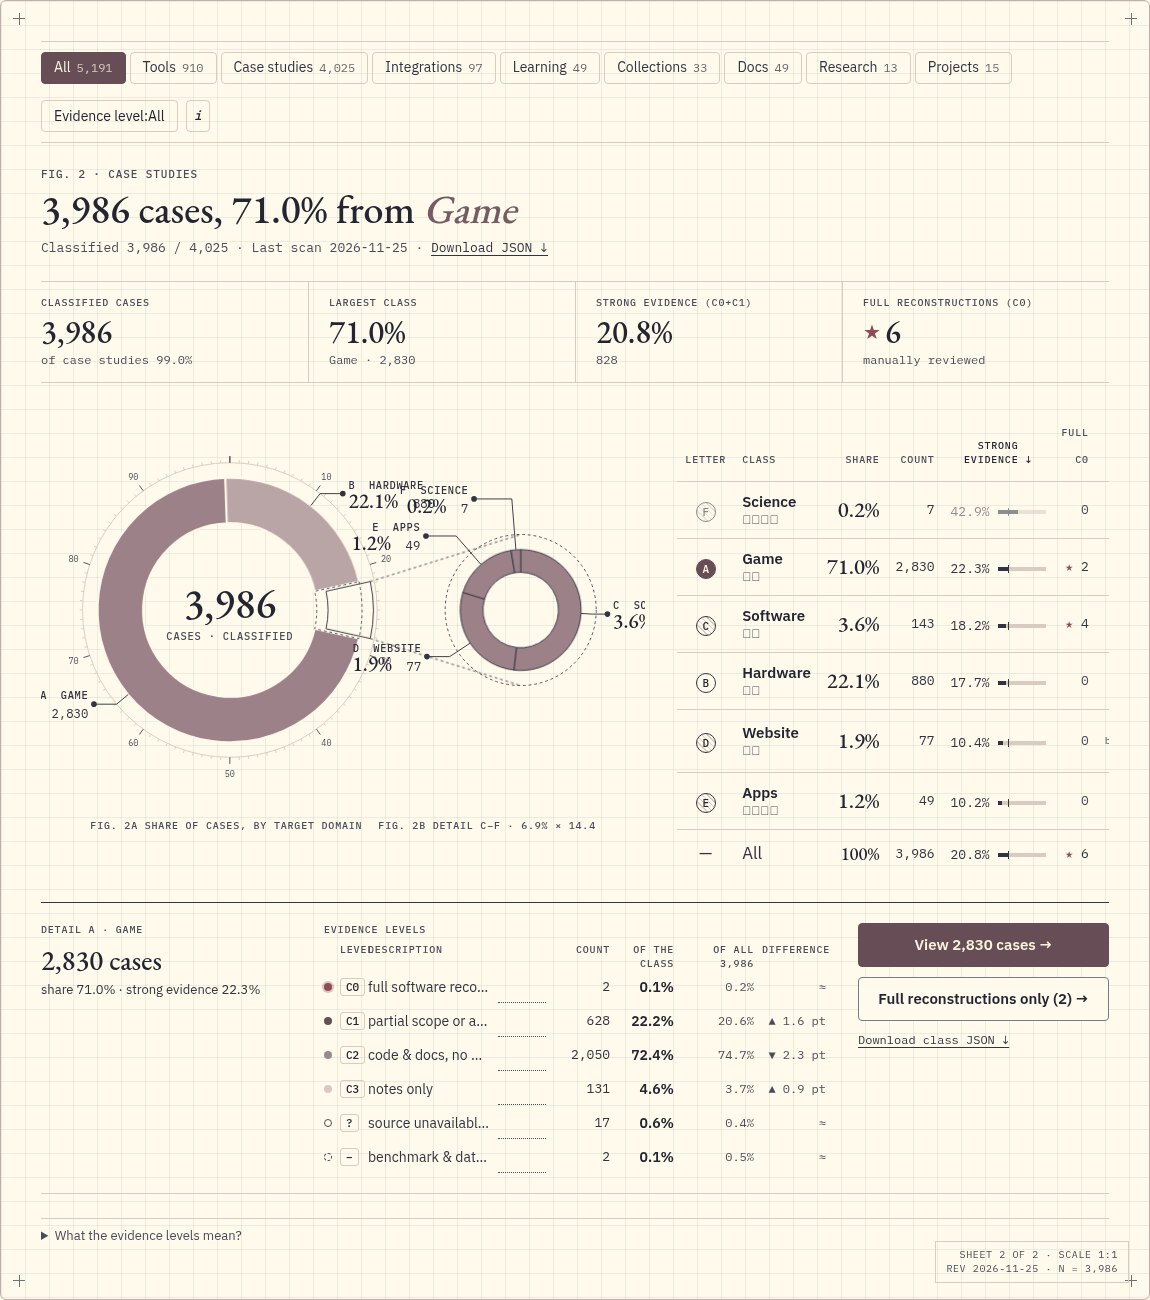 All 5,191
Tools 910
Case studies 4,025
Integrations 97
Learning 49
Collections 33
Docs 49
Research 13
Projects 15
Evidence level:All
i
FIG. 2 · CASE STUDIES
3,986 cases, 71.0% from Game
Classified 3,986 / 4,025 · Last scan 2026-11-25 · Download JSON ↓
CLASSIFIED CASES
3,986
of case studies 99.0%
LARGEST CLASS
71.0%
Game · 2,830
STRONG EVIDENCE (C0+C1)
20.8%
828
FULL RECONSTRUCTIONS (C0)
★ 6
manually reviewed
90
10
80
20
70
60
40
50
B HARDWARE
22.1%
F SCIENCE
0.2% 7
E APPS
1.2% 49
C SO
3.6%
D WEBSITE
1.9% 77
A GAME
2,830
3,986
CASES · CLASSIFIED
FIG. 2A SHARE OF CASES, BY TARGET DOMAIN
FIG. 2B DETAIL C–F · 6.9% × 14.4
LETTER CLASS SHARE COUNT STRONG EVIDENCE ↓ FULL C0
F Science 0.2% 7 42.9% 0
A Game 71.0% 2,830 22.3% ★ 2
C Software 3.6% 143 18.2% ★ 4
B Hardware 22.1% 880 17.7% 0
D Website 1.9% 77 10.4% 0
E Apps 1.2% 49 10.2% 0
— All 100% 3,986 20.8% ★ 6
DETAIL A · GAME
2,830 cases
share 71.0% · strong evidence 22.3%
EVIDENCE LEVELS
LEVEL DESCRIPTION COUNT OF THE CLASS OF ALL 3,986 DIFFERENCE
C0 full software reco... 2 0.1% 0.2% ≈
C1 partial scope or a... 628 22.2% 20.6% ▲ 1.6 pt
C2 code & docs, no ... 2,050 72.4% 74.7% ▼ 2.3 pt
C3 notes only 131 4.6% 3.7% ▲ 0.9 pt
? source unavailabl... 17 0.6% 0.4% ≈
– benchmark & dat... 2 0.1% 0.5% ≈
View 2,830 cases →
Full reconstructions only (2) →
Download class JSON ↓
▶ What the evidence levels mean?
SHEET 2 OF 2 · SCALE 1:1
REV 2026-11-25 · N = 3,986